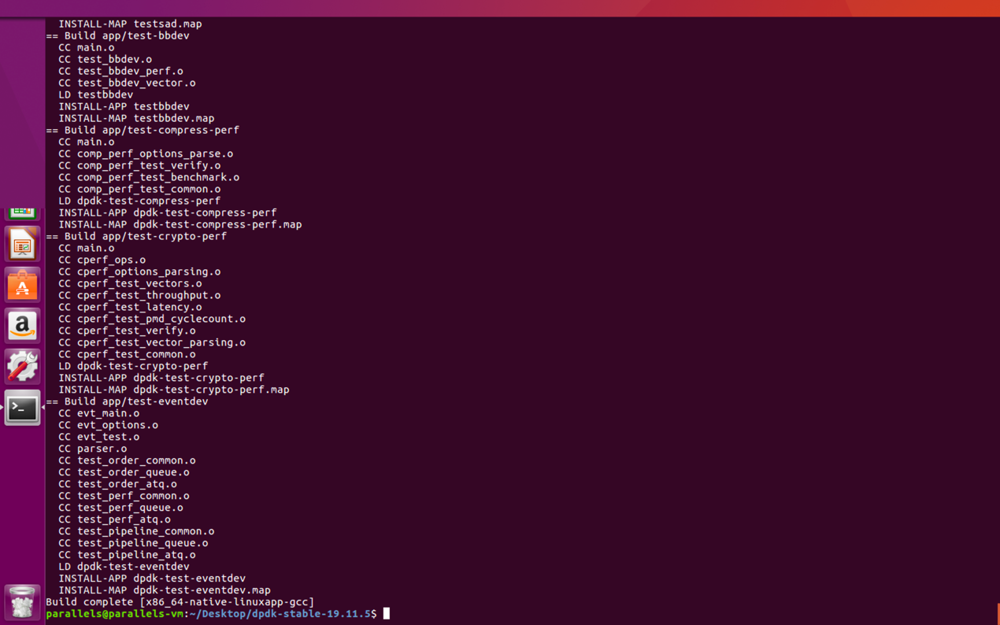 INSTALL-MAP testsad.map
== Build app/test-bbdev
CC main.o
CC test_bbdev.o
CC test_bbdev_perf.o
CC test_bbdev_vector.o
LD testbbdev
INSTALL-APP testbbdev
INSTALL-MAP testbbdev.map
== Build app/test-compress-perf
CC main.o
CC comp_perf_options_parse.o
CC comp_perf_test_verify.o
CC comp_perf_test_benchmark.o
CC comp_perf_test_common.o
LD dpdk-test-compress-perf
INSTALL-APP dpdk-test-compress-perf
INSTALL-MAP dpdk-test-compress-perf.map
== Build app/test-crypto-perf
CC main.o
CC cperf_ops.o
CC cperf_options_parsing.o
CC cperf_test_vectors.o
CC cperf_test_throughput.o
CC cperf_test_latency.o
CC cperf_test_pmd_cyclecount.o
CC cperf_test_verify.o
CC cperf_test_vector_parsing.o
CC cperf_test_common.o
LD dpdk-test-crypto-perf
INSTALL-APP dpdk-test-crypto-perf
INSTALL-MAP dpdk-test-crypto-perf.map
== Build app/test-eventdev
CC evt_main.o
CC evt_options.o
CC evt_test.o
CC parser.o
CC test_order_common.o
CC test_order_queue.o
CC test_order_atq.o
CC test_perf_common.o
CC test_perf_queue.o
CC test_perf_atq.o
CC test_pipeline_common.o
CC test_pipeline_queue.o
CC test_pipeline_atq.o
LD dpdk-test-eventdev
INSTALL-APP dpdk-test-eventdev
INSTALL-MAP dpdk-test-eventdev.map
Build complete [x86_64-native-linuxapp-gcc]
parallels@parallels-vm:~/Desktop/dpdk-stable-19.11.5$